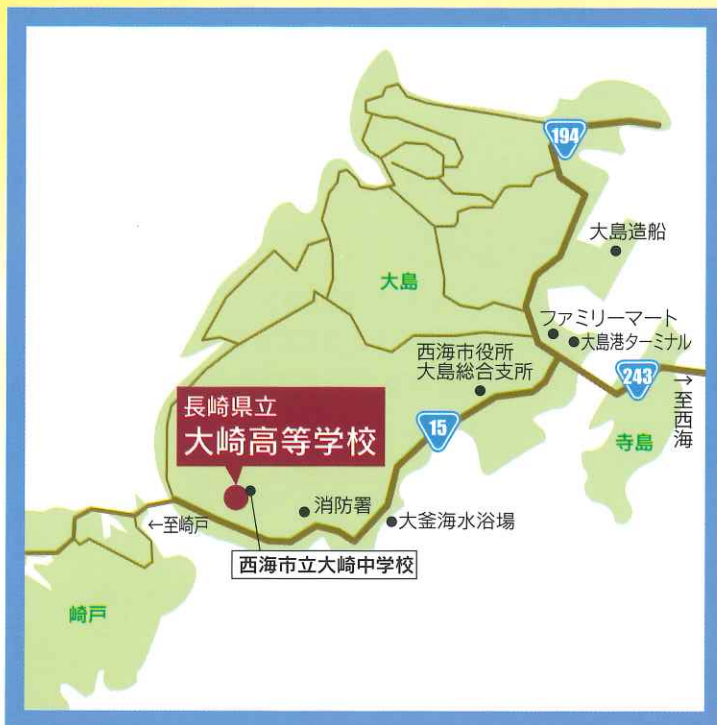 194
大島造船
大島
ファミリーマート
大島港ターミナル
西海市役所
大島総合支所
243
→至西海
長崎県立
大崎高等学校
15
寺島
消防署
大釜海水浴場
←至崎戸
西海市立大崎中学校
崎戸